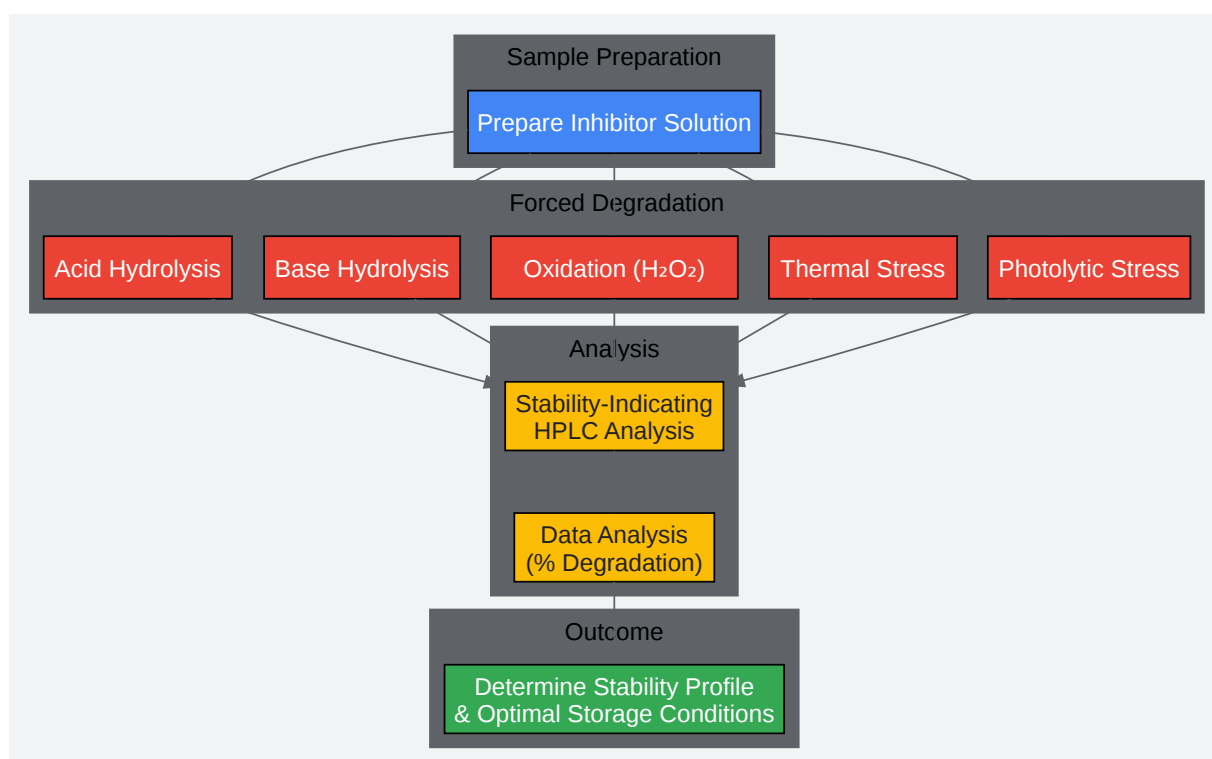 Sample Preparation
Prepare Inhibitor Solution
Forced Degradation
Acid Hydrolysis
Base Hydrolysis
Oxidation (H₂O₂)
Thermal Stress
Photolytic Stress
Analysis
Stability-Indicating
HPLC Analysis
Data Analysis
(% Degradation)
Outcome
Determine Stability Profile
& Optimal Storage Conditions